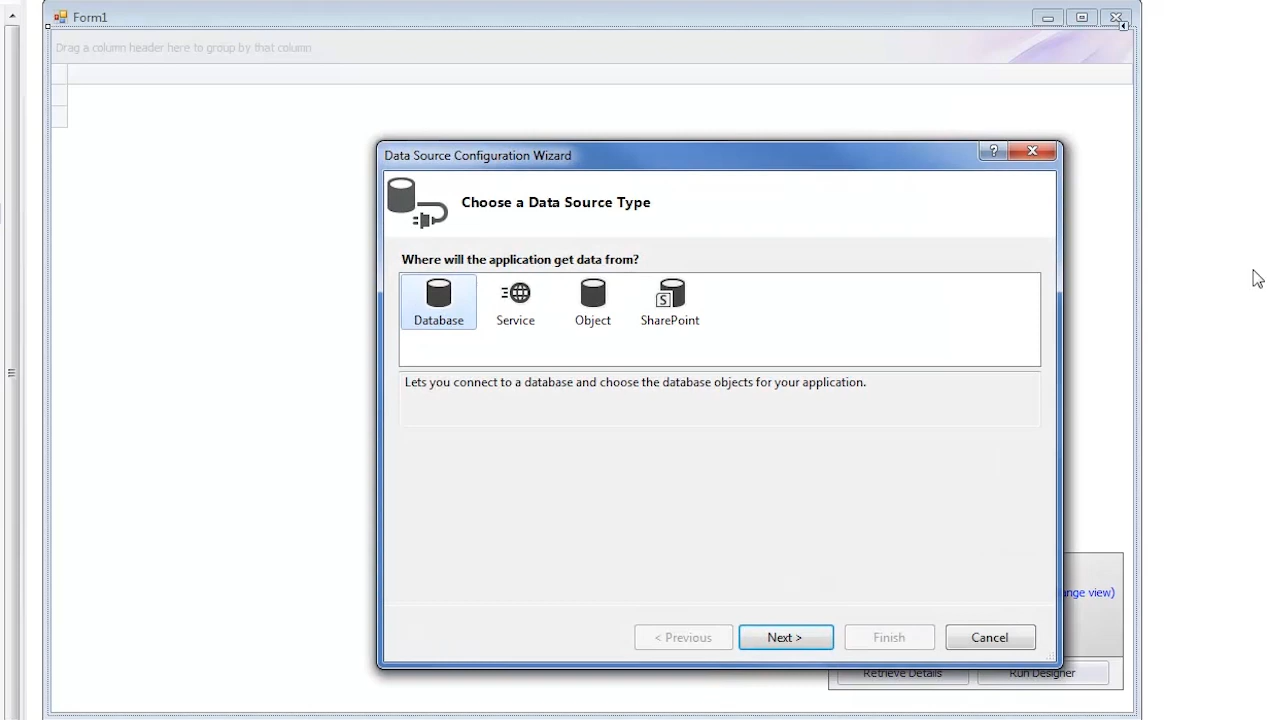 Form1
Drag a column header here to group by that column
Data Source Configuration Wizard
?
Choose a Data Source Type
Where will the application get data from?
Database
Service
Object
S
SharePoint
Lets you connect to a database and choose the database objects for your application.
ange view)
< Previous
Next >
Finish
Cancel
Retrieve Details
Run Designer